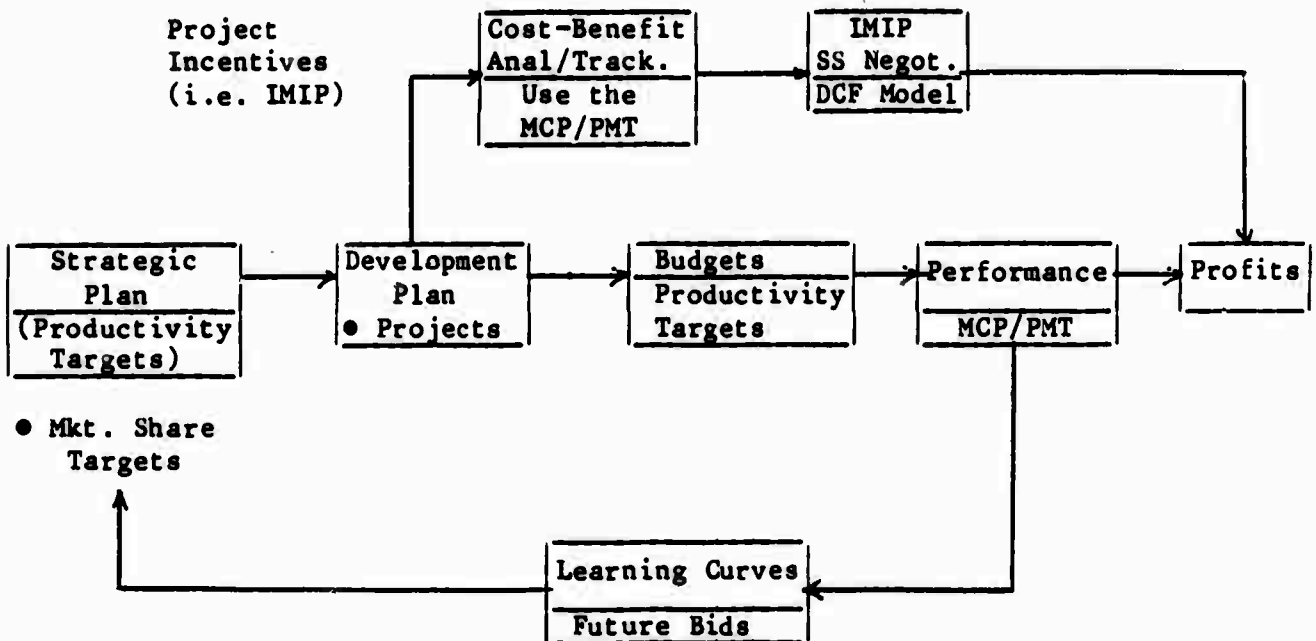 Project
Incentives
(i.e. IMIP)
Cost-Benefit
Anal/Track.
Use the
MCP/PMT
IMIP
SS Negot.
DCF Model
Strategic
Plan
(Productivity
Targets)
Development
Plan
● Projects
Budgets
Productivity
Targets
Performance
MCP/PMT
Profits
● Mkt. Share
Targets
Learning Curves
Future Bids